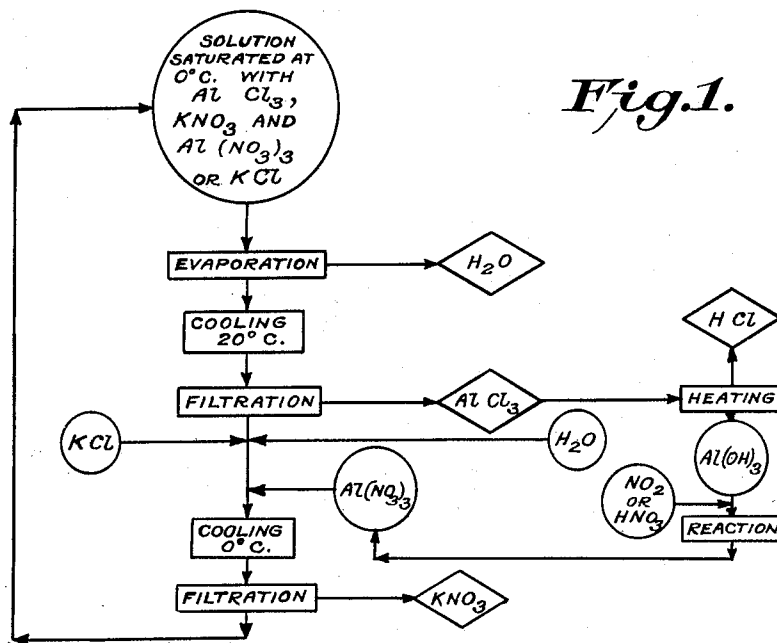 SOLUTION
SATURATED AT
0°C. WITH
Al Cl3,
KNO3 AND
Al (NO3)3
OR KCl
Fig.1.
EVAPORATION
H2O
COOLING
20°C.
HCl
FILTRATION
AlCl3
HEATING
KCl
H2O
Al(OH)3
Al(NO3)3
NO2
OR
HNO3
REACTION
COOLING
0°C.
FILTRATION
KNO3